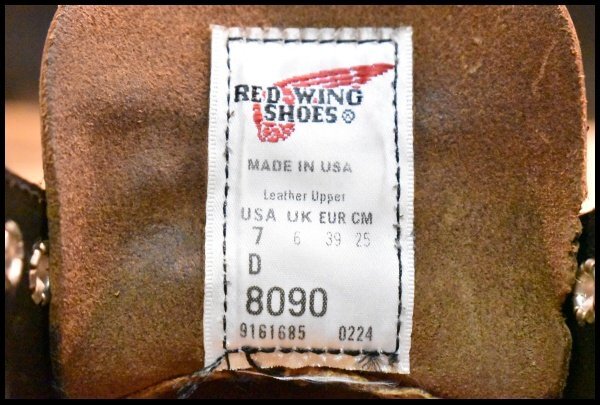 RED WING
SHOES®
MADE IN USA
Leather Upper
USA UK EUR CM
7 6 39 25
D
8090
9161685 0224